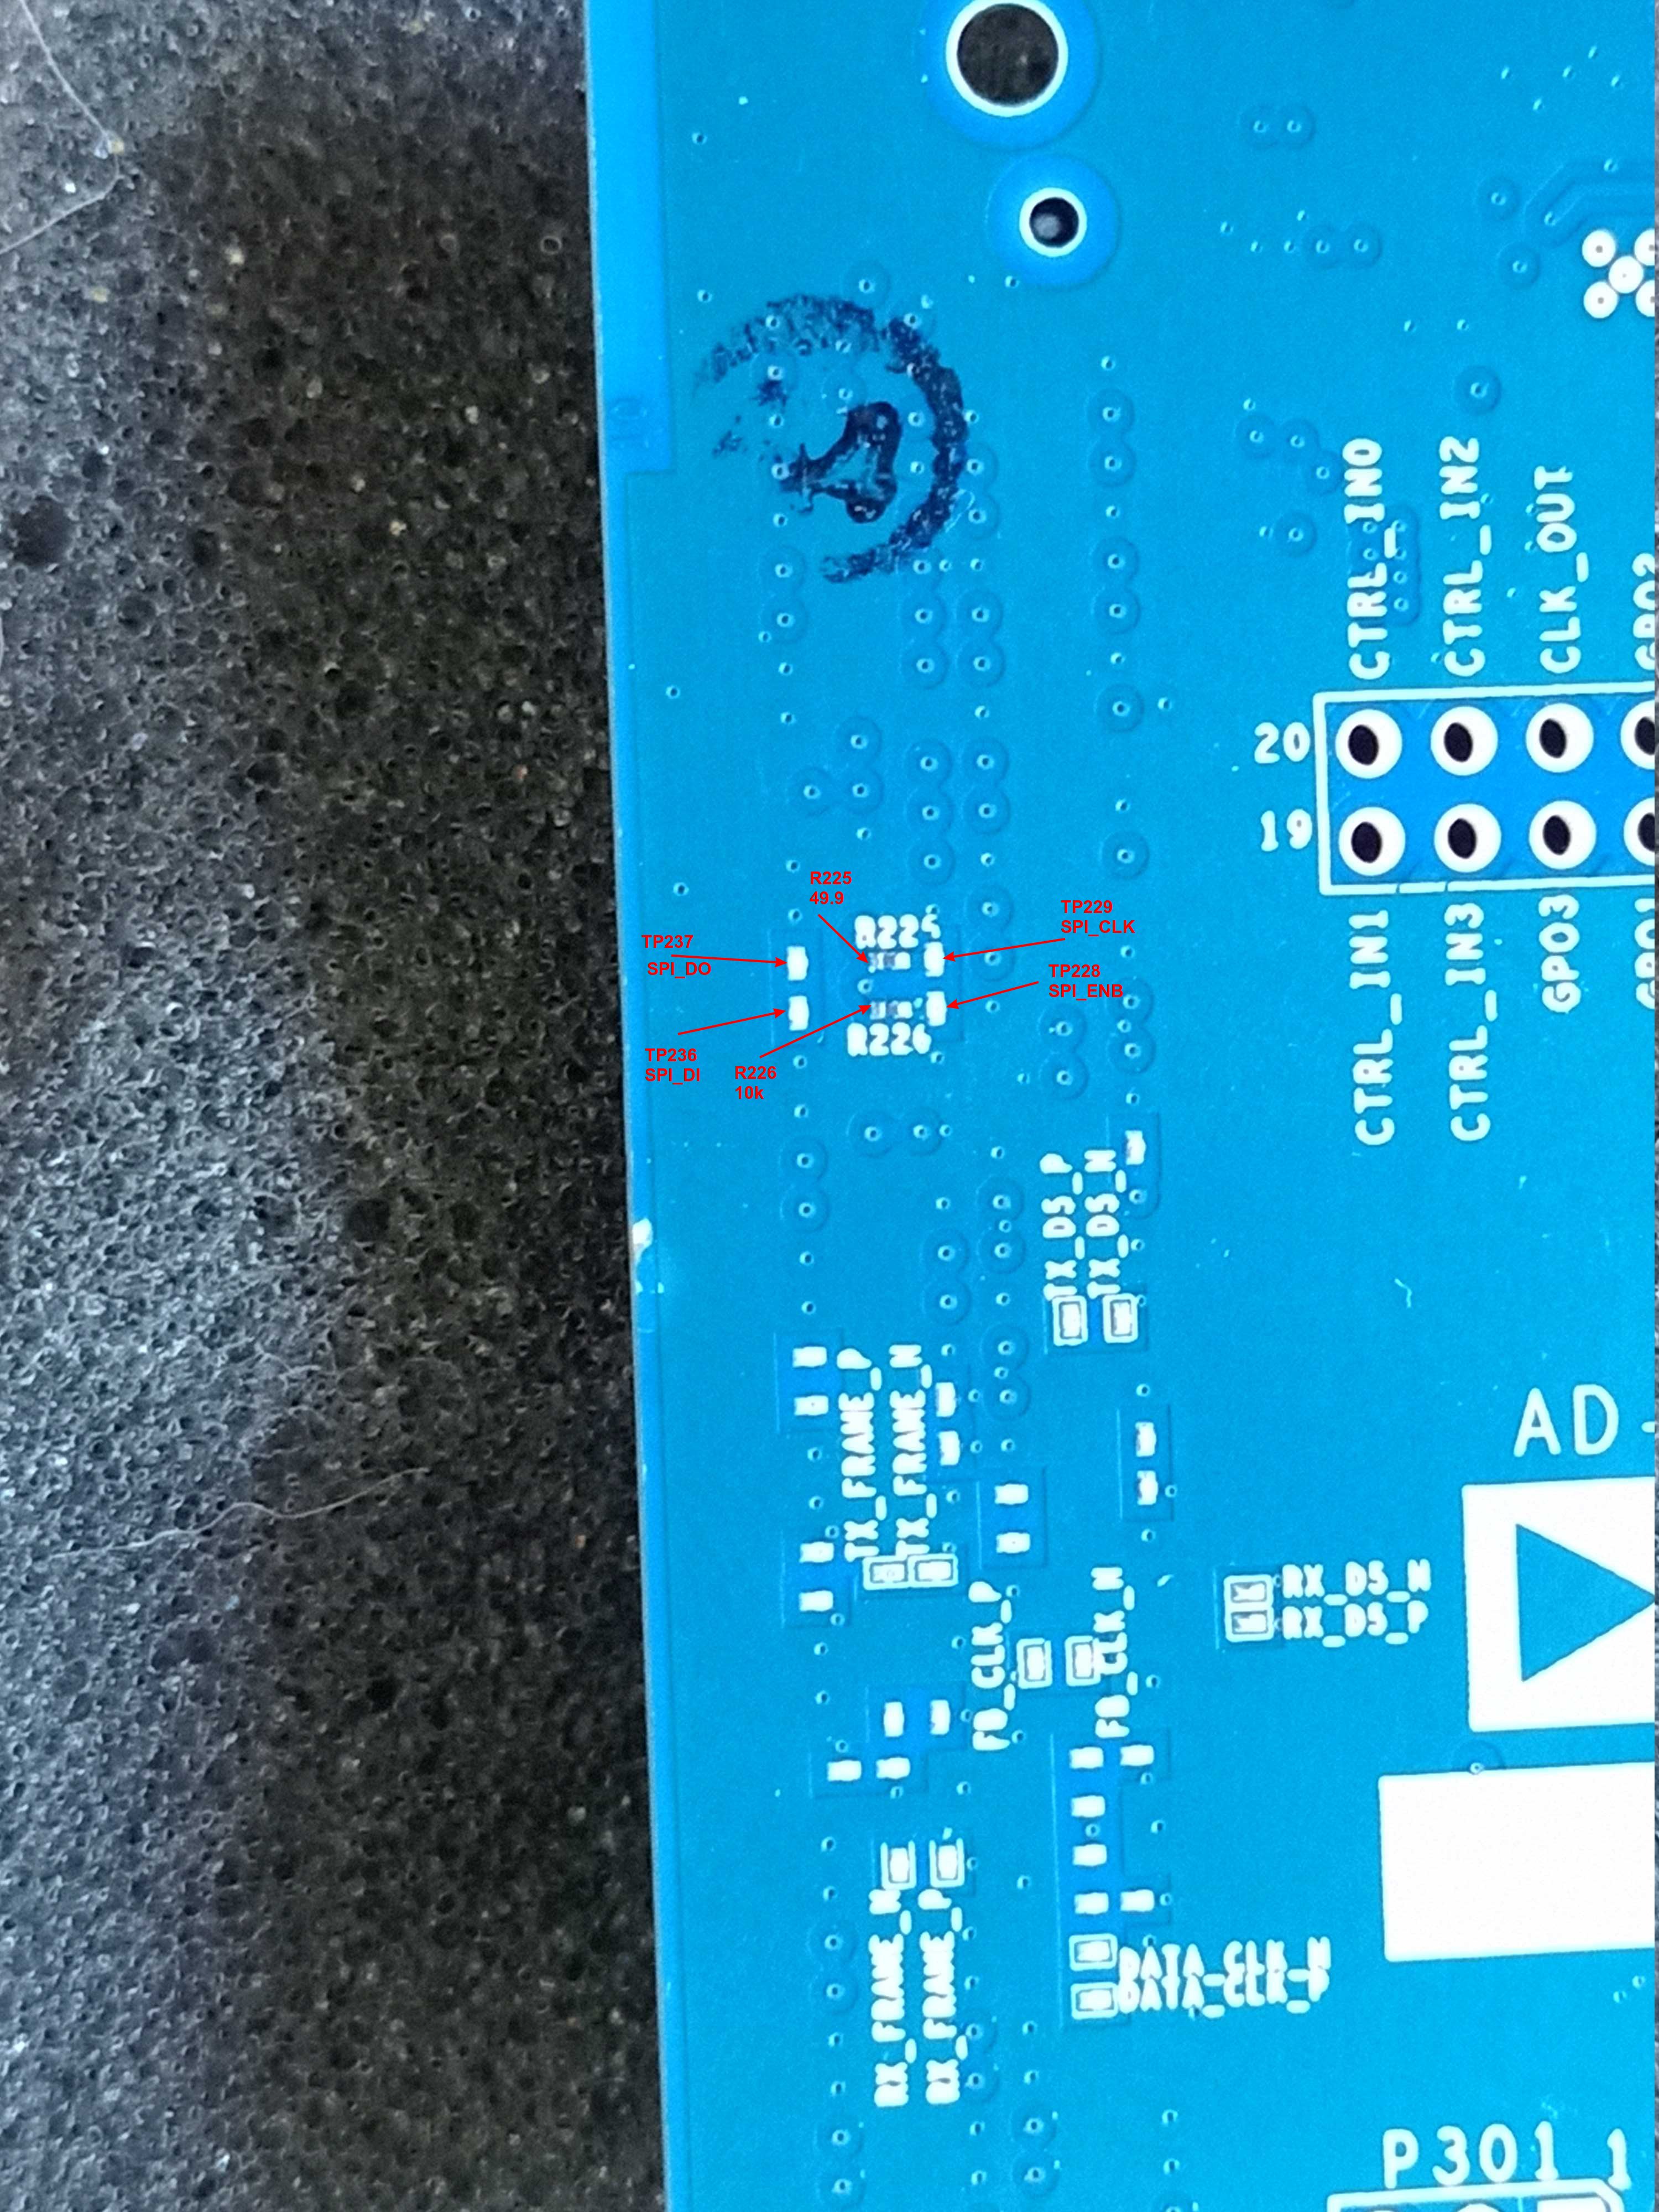 CTRL_IN0
CTRL_IN2
CLK_OUT
20
19
CTRL_IN1
CTRL_IN3
GPO3
R225
49.9
TP229
SPI_CLK
R225
TP237
SPI_DO
TP228
SPI_ENB
R226
TP236
SPI_DI
R226
10k
TX_D5_P
TX_D5_N
TX_FRAME_P
TX_FRAME_N
AD-
FB_CLK_P
FB_CLK_N
RX_D5_N
RX_D5_P
RX_FRAME_N
RX_FRAME_P
DATA_CLK_N
DATA_CLK_P
P301
1